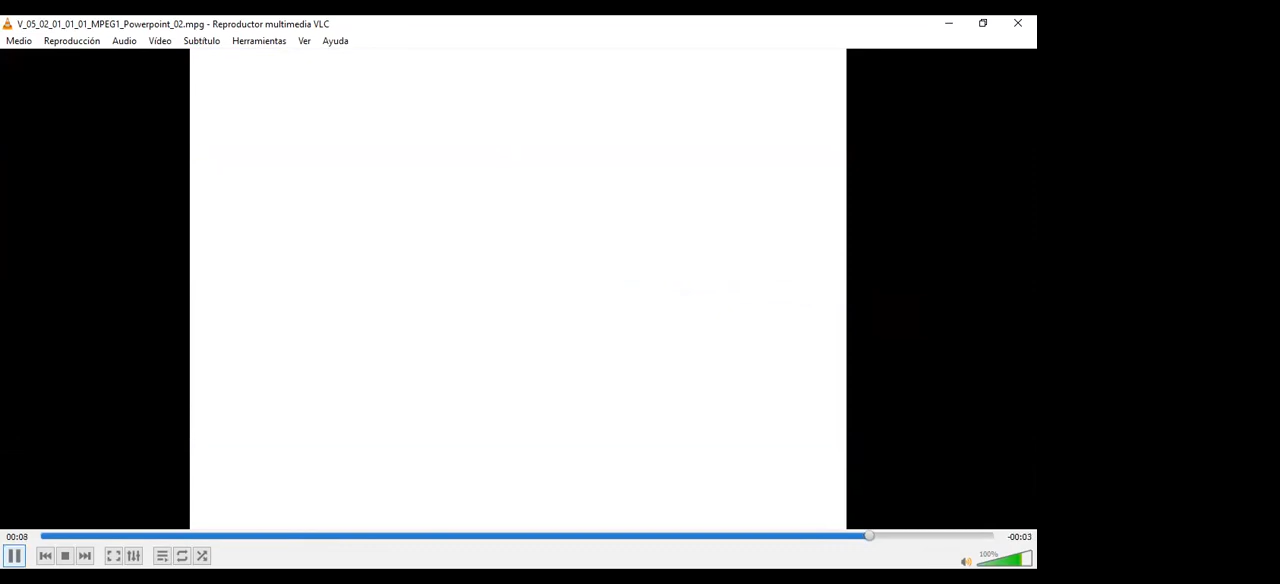 V_05_02_01_01_01_MPEG1_Powerpoint_02.mpg - Reproductor multimedia VLC
Medio Reproducción Audio Vídeo Subtítulo Herramientas Ver Ayuda
00:08 -00:03
100%